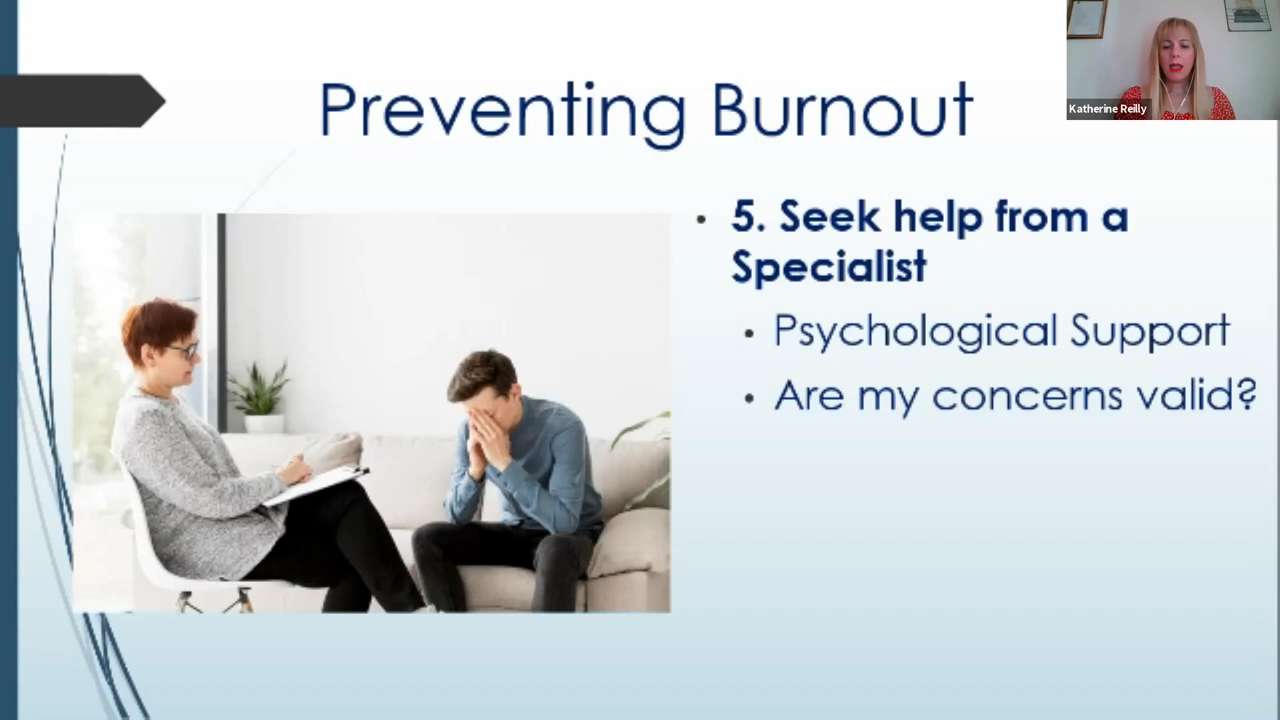 Preventing Burnout
Katherine Reilly
• 5. Seek help from a
Specialist
• Psychological Support
• Are my concerns valid?